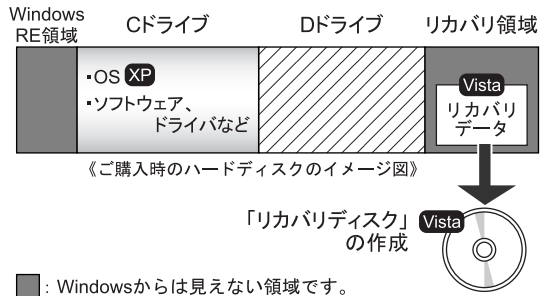 Windows
RE領域
Cドライブ
Dドライブ
リカバリ領域
▪OS XP
▪ソフトウェア、
ドライバなど
Vista
リカバリ
データ
《ご購入時のハードディスクのイメージ図》
「リカバリディスク」 Vista
の作成
: Windowsからは見えない領域です。